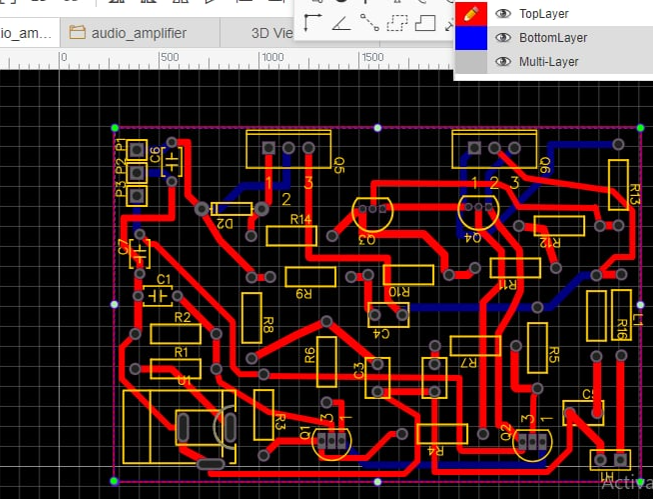 TopLayer
BottomLayer
Multi-Layer
io_am...
audio_amplifier
3D Vie
0
500
1000
1500
P1
P2
P3
C6
Q5
1
2
3
Q6
1 2 3
R13
D2
R14
Q3
Q4
R12
C7
C1
R9
R10
R11
R2
R8
C4
R16
L1
R1
R6
C3
R7
R5
U1
R3
Q1
3
1
R4
Q2
3
1
H1
Activa